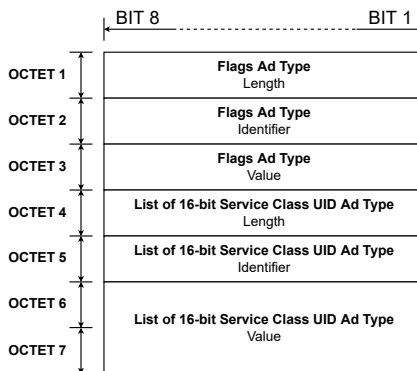 BIT 8 BIT 1
OCTET 1
Flags Ad Type
Length
OCTET 2
Flags Ad Type
Identifier
OCTET 3
Flags Ad Type
Value
OCTET 4
List of 16-bit Service Class UID Ad Type
Length
OCTET 5
List of 16-bit Service Class UID Ad Type
Identifier
OCTET 6
List of 16-bit Service Class UID Ad Type
Value
OCTET 7